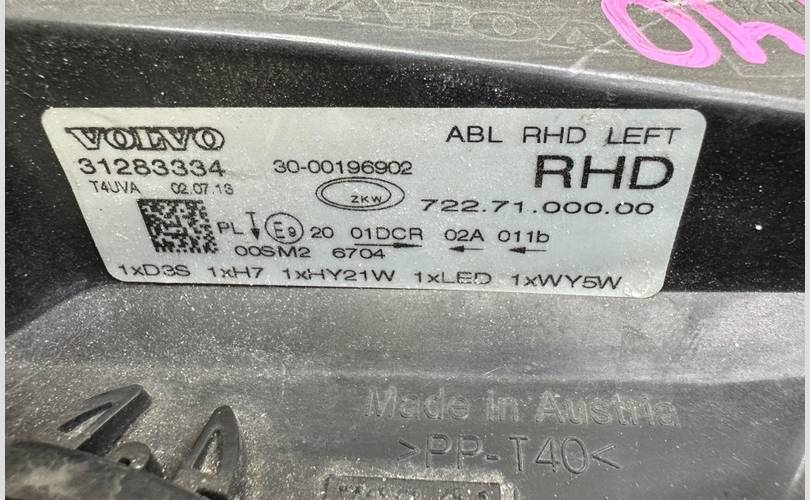 VOLVO ABL RHD LEFT
31283334 30-00196902 RHD
T4UVA 02.07.13 ZKW 722.71.000.00
PL E9 20 01DCR 02A 011b
00SM2 6704
1xD3S 1xH7 1xHY21W 1xLED 1xWY5W
Made in Austria
>PP-T40<